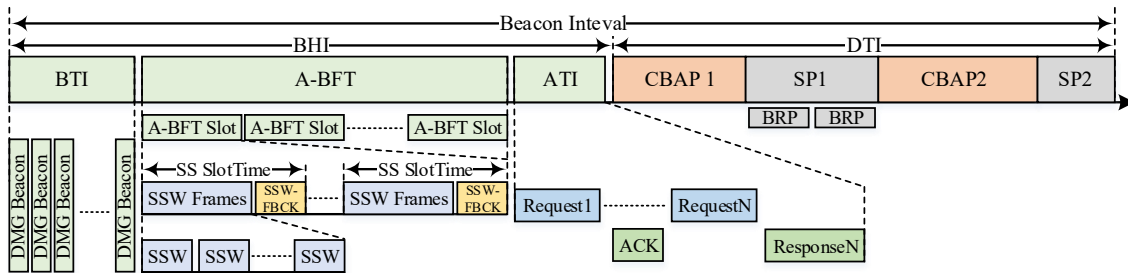 Beacon Inteval
BHI
DTI
BTI
A-BFT
ATI
CBAP 1
SP1
CBAP2
SP2
BRP
BRP
A-BFT Slot
A-BFT Slot
A-BFT Slot
SS SlotTime
SS SlotTime
DMG Beacon
DMG Beacon
DMG Beacon
DMG Beacon
SSW Frames
SSW-
FBCK
SSW Frames
SSW-
FBCK
Request1
RequestN
SSW
SSW
SSW
ACK
ResponseN